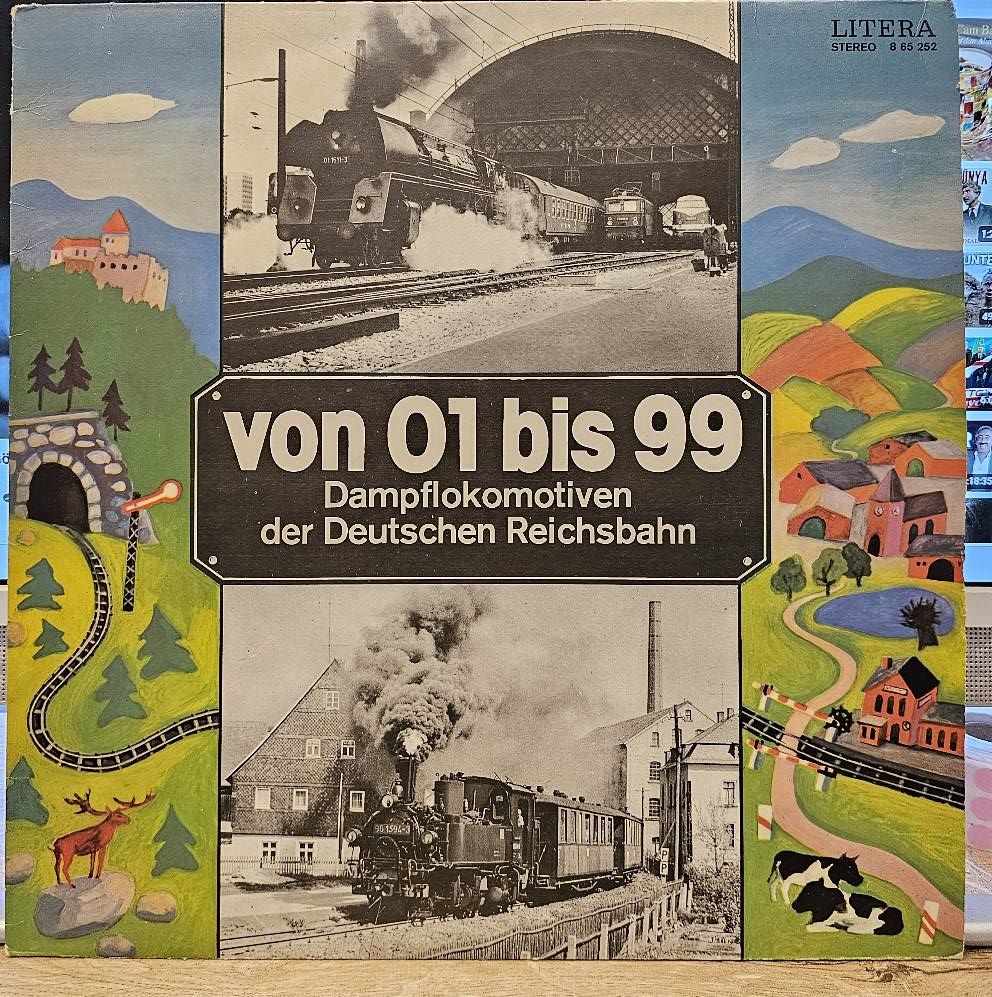 LITERA
STEREO 8 65 252
von 01 bis 99
Dampflokomotiven
der Deutschen Reichsbahn